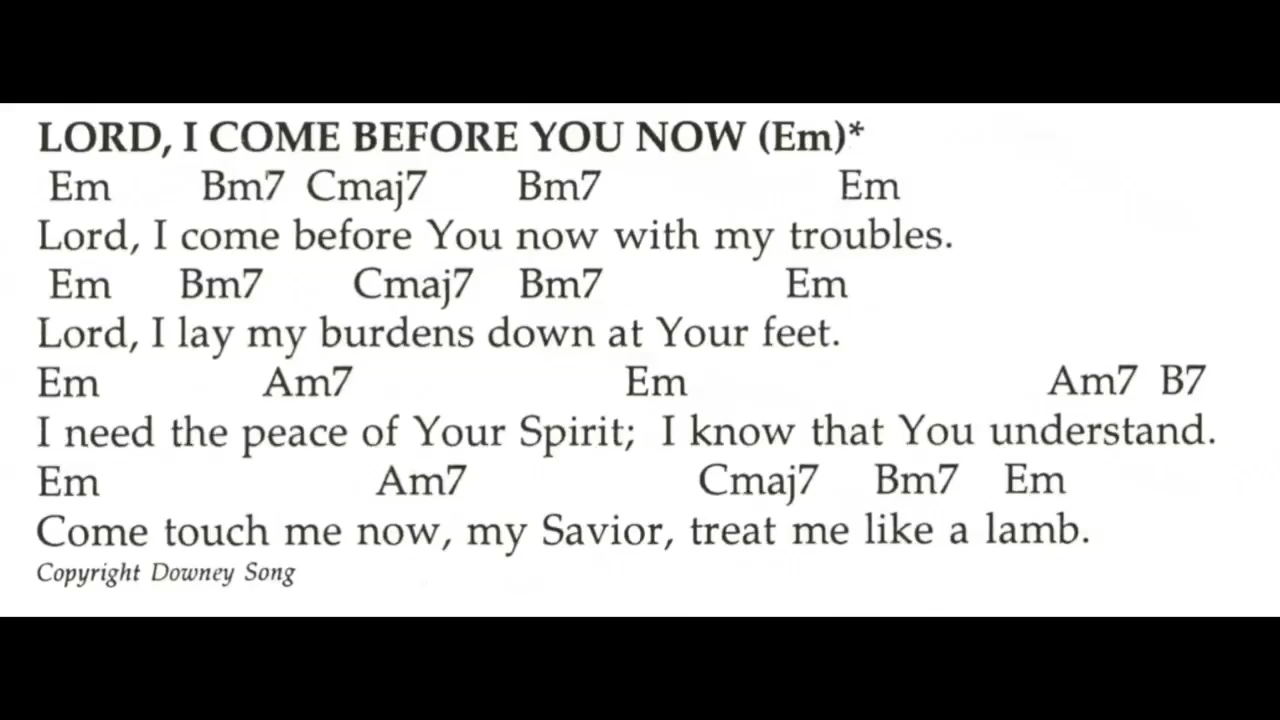 LORD, I COME BEFORE YOU NOW (Em)*
Em Bm7 Cmaj7 Bm7 Em
Lord, I come before You now with my troubles.
Em Bm7 Cmaj7 Bm7 Em
Lord, I lay my burdens down at Your feet.
Em Am7 Em Am7 B7
I need the peace of Your Spirit; I know that You understand.
Em Am7 Cmaj7 Bm7 Em
Come touch me now, my Savior, treat me like a lamb.
Copyright Downey Song